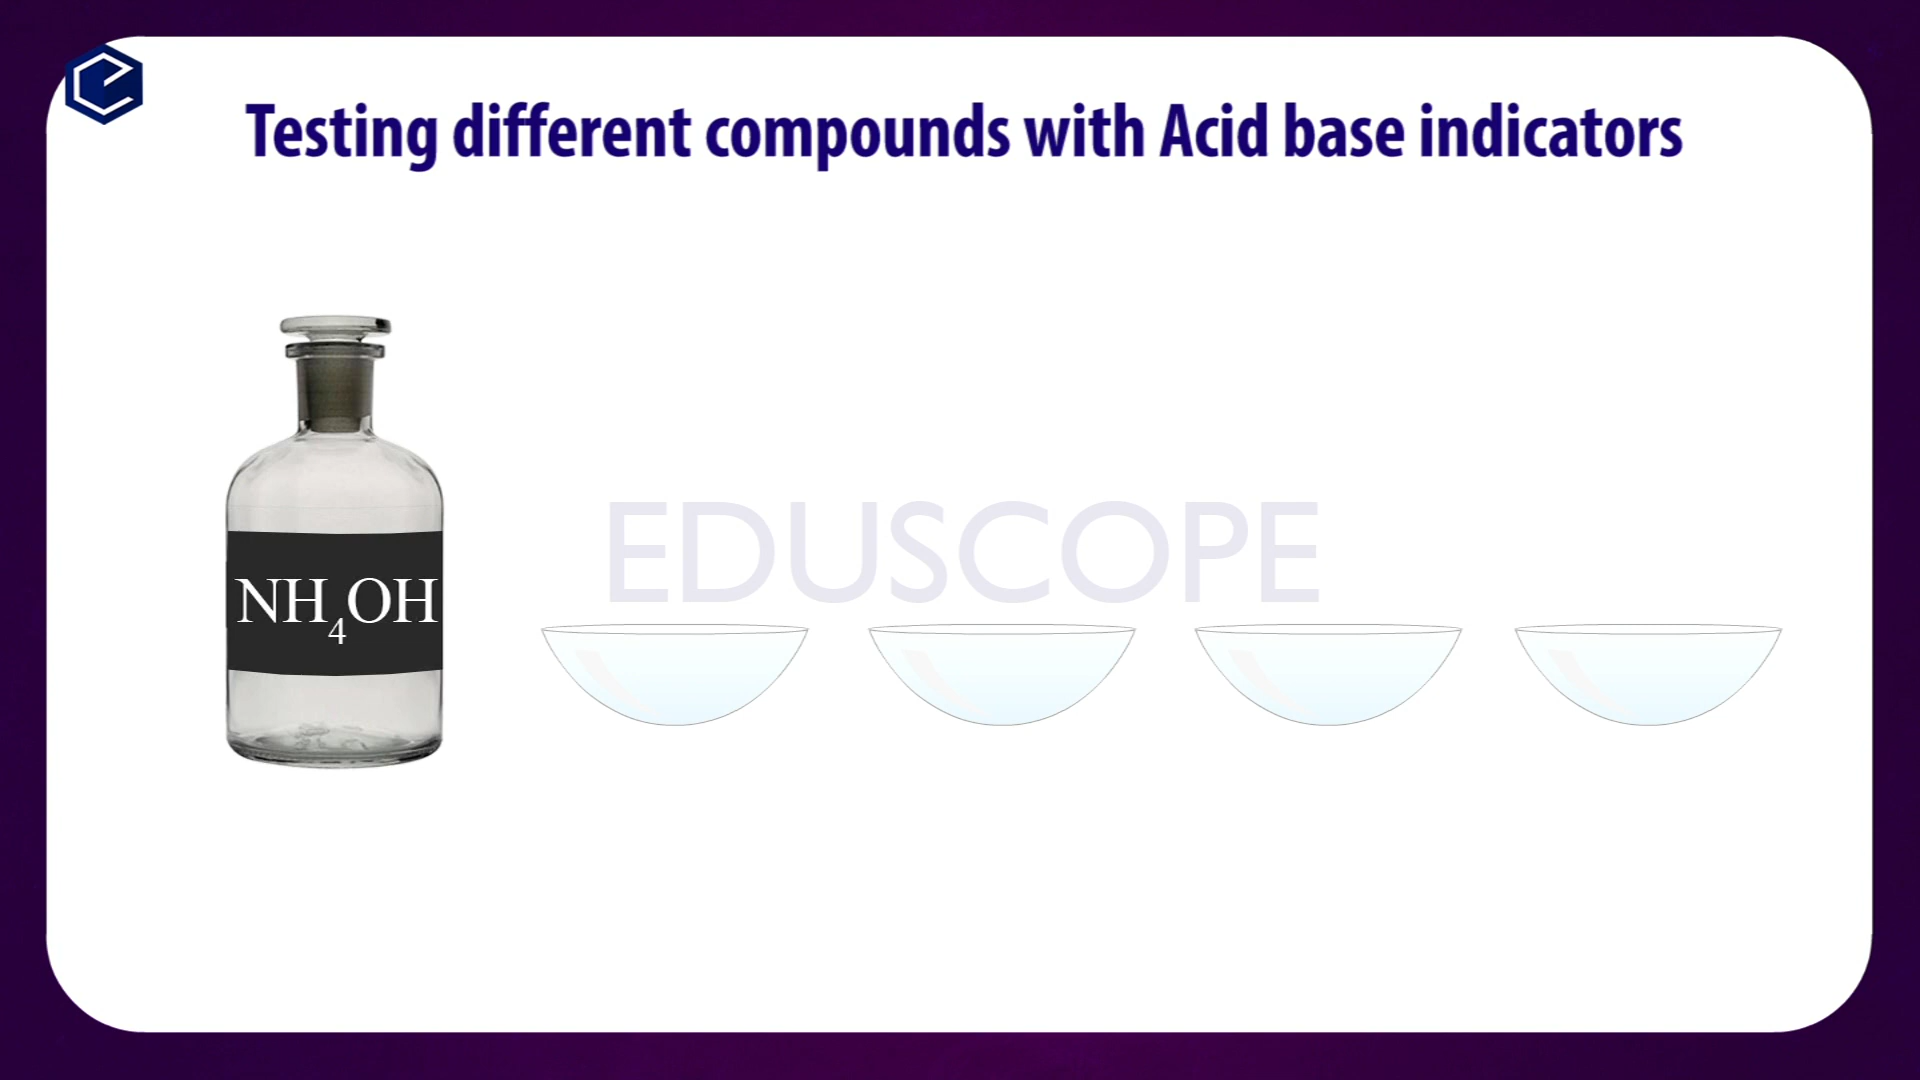 Testing different compounds with Acid base indicators
EDUSCOPE
NH₄OH